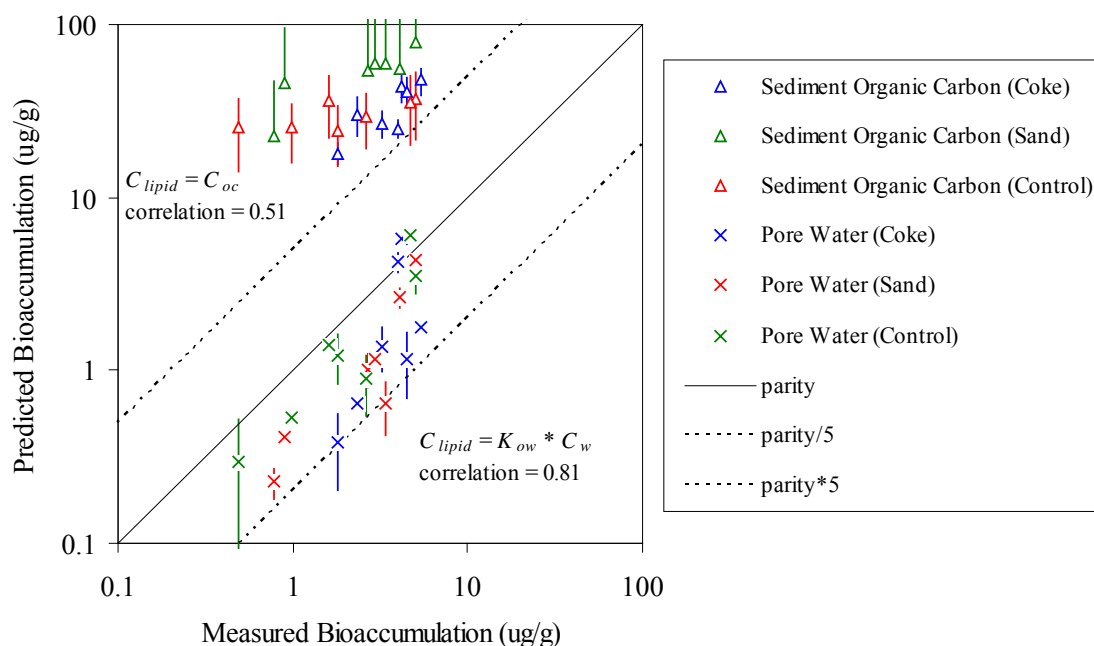 100
10
1
0.1
0.1
1
10
100
Predicted Bioaccumulation (ug/g)
Measured Bioaccumulation (ug/g)
C lipid = C oc
correlation = 0.51
C lipid = K ow * C w
correlation = 0.81
Sediment Organic Carbon (Coke)
Sediment Organic Carbon (Sand)
Sediment Organic Carbon (Control)
Pore Water (Coke)
Pore Water (Sand)
Pore Water (Control)
parity
parity/5
parity*5